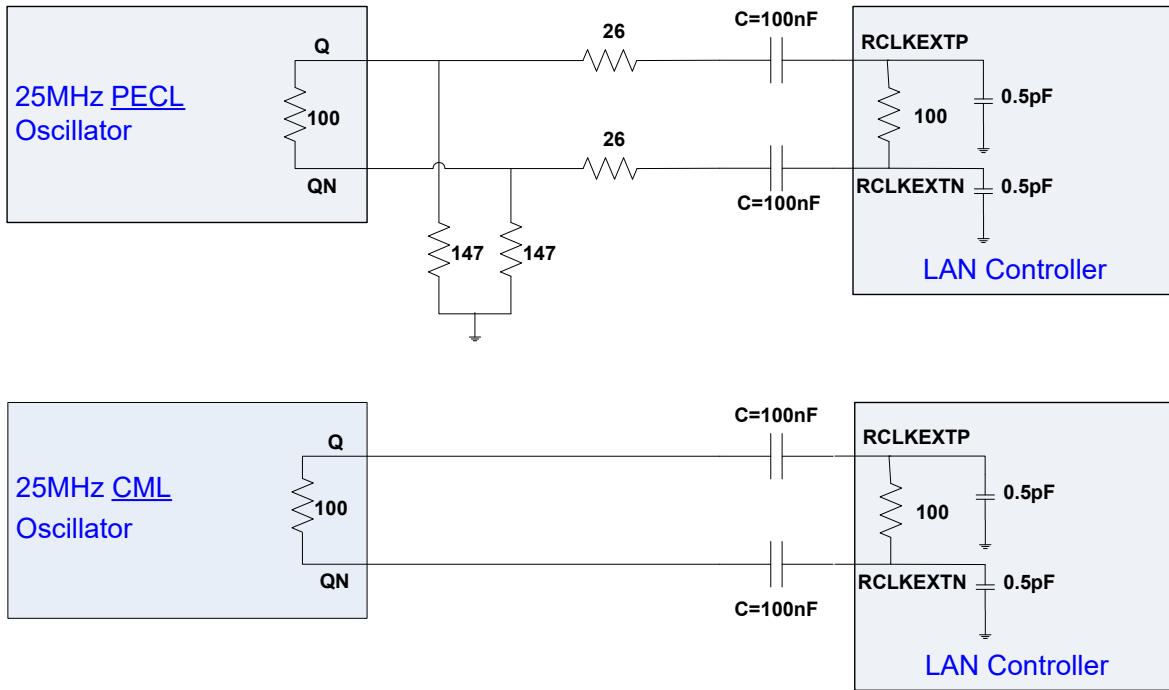 Q
26
C=100nF
RCLKEXTP
25MHz PECL
Oscillator
100
100
0.5pF
26
QN
C=100nF
RCLKEXTN
0.5pF
147
147
LAN Controller
C=100nF
Q
RCLKEXTP
25MHz CML
Oscillator
100
100
0.5pF
QN
C=100nF
RCLKEXTN
0.5pF
LAN Controller